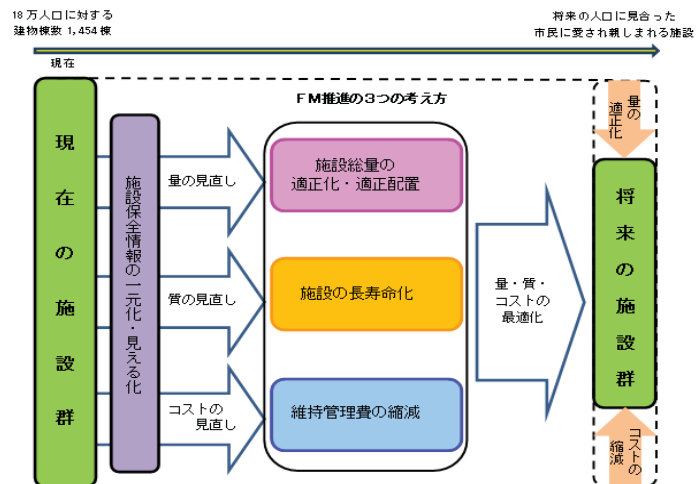 18万人口に対する
建物棟数 1,454 棟
将来の人口に見合った
市民に愛され親しまれる施設
現在
FM推進の3つの考え方
現在の施設群
施設保全情報の一元化・見える化
量の見直し
質の見直し
コストの
見直し
施設総量の
適正化・適正配置
施設の長寿命化
維持管理費の縮減
量・質・
コストの
最適化
量の
適正化
将来の施設群
コストの
縮減